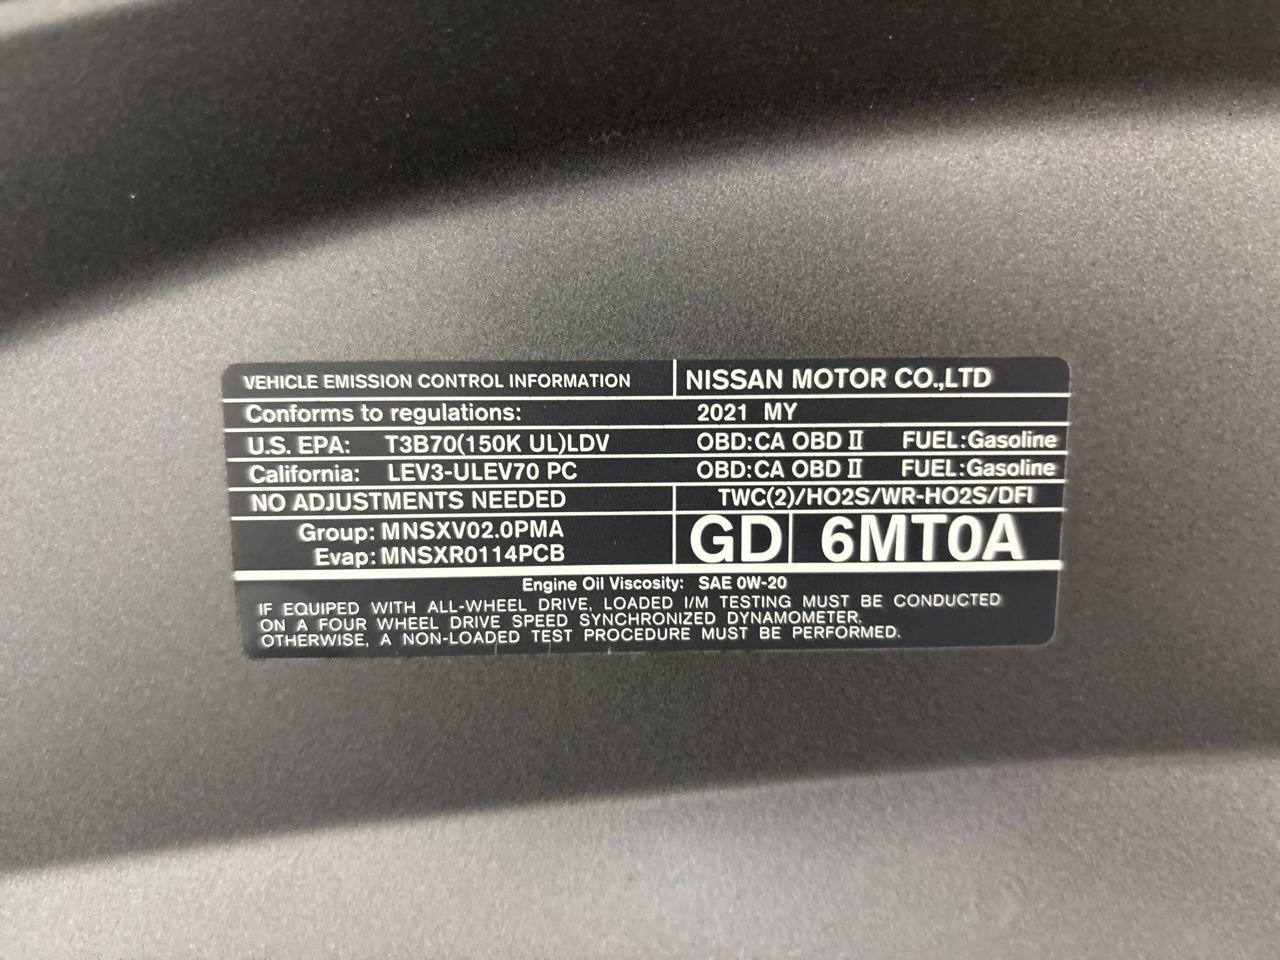 VEHICLE EMISSION CONTROL INFORMATION NISSAN MOTOR CO.,LTD
Conforms to regulations: 2021 MY
U.S. EPA: T3B70(150K UL)LDV OBD:CA OBD II FUEL:Gasoline
California: LEV3-ULEV70 PC OBD:CA OBD II FUEL:Gasoline
NO ADJUSTMENTS NEEDED TWC(2)/HO2S/WR-HO2S/DFI
Group: MNSXV02.0PMA
Evap: MNSXR0114PCB
GD 6MT0A
Engine Oil Viscosity: SAE 0W-20
IF EQUIPED WITH ALL-WHEEL DRIVE, LOADED I/M TESTING MUST BE CONDUCTED
ON A FOUR WHEEL DRIVE SPEED SYNCHRONIZED DYNAMOMETER.
OTHERWISE, A NON-LOADED TEST PROCEDURE MUST BE PERFORMED.